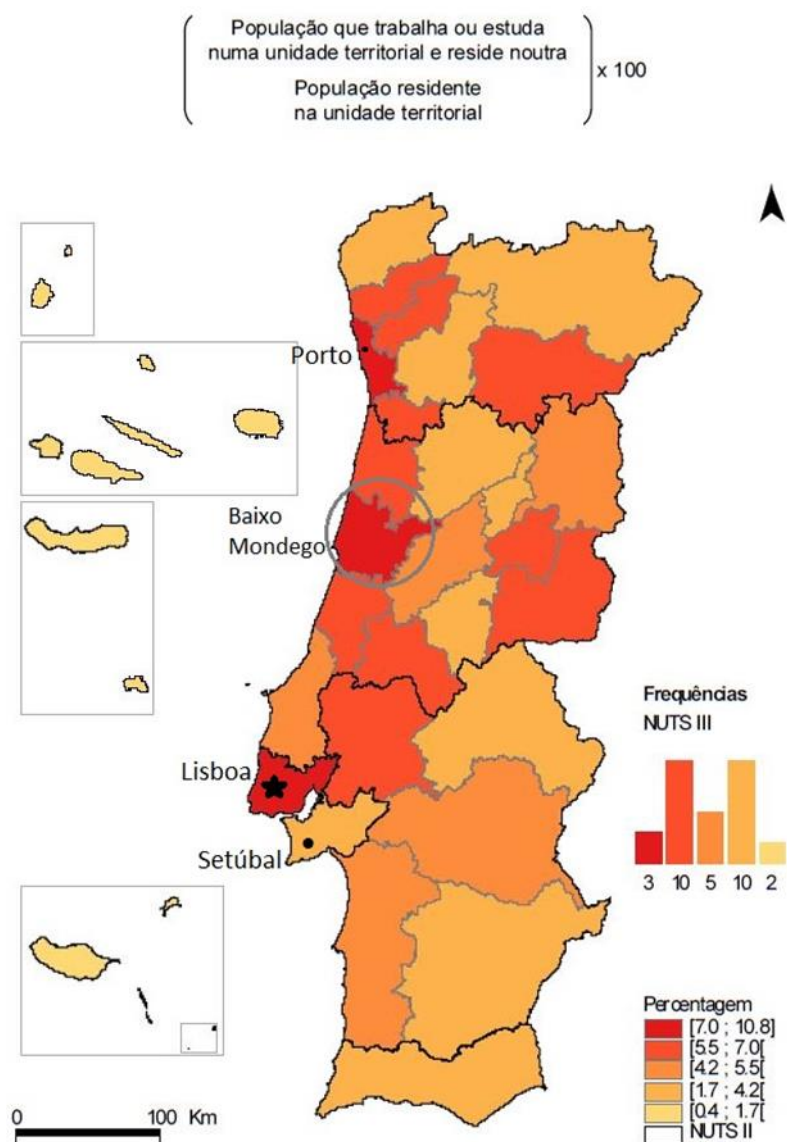 População que trabalha ou estuda
numa unidade territorial e reside noutra
x 100
População residente
na unidade territorial
Porto
Baixo
Mondego
Lisboa
Setúbal
Frequências
NUTS III
3 10 5 10 2
Percentagem
[7.0 ; 10.8]
[5.5 ; 7.0[
[4.2 ; 5.5[
[1.7 ; 4.2[
[0.4 ; 1.7[
NUTS II
0 100 Km